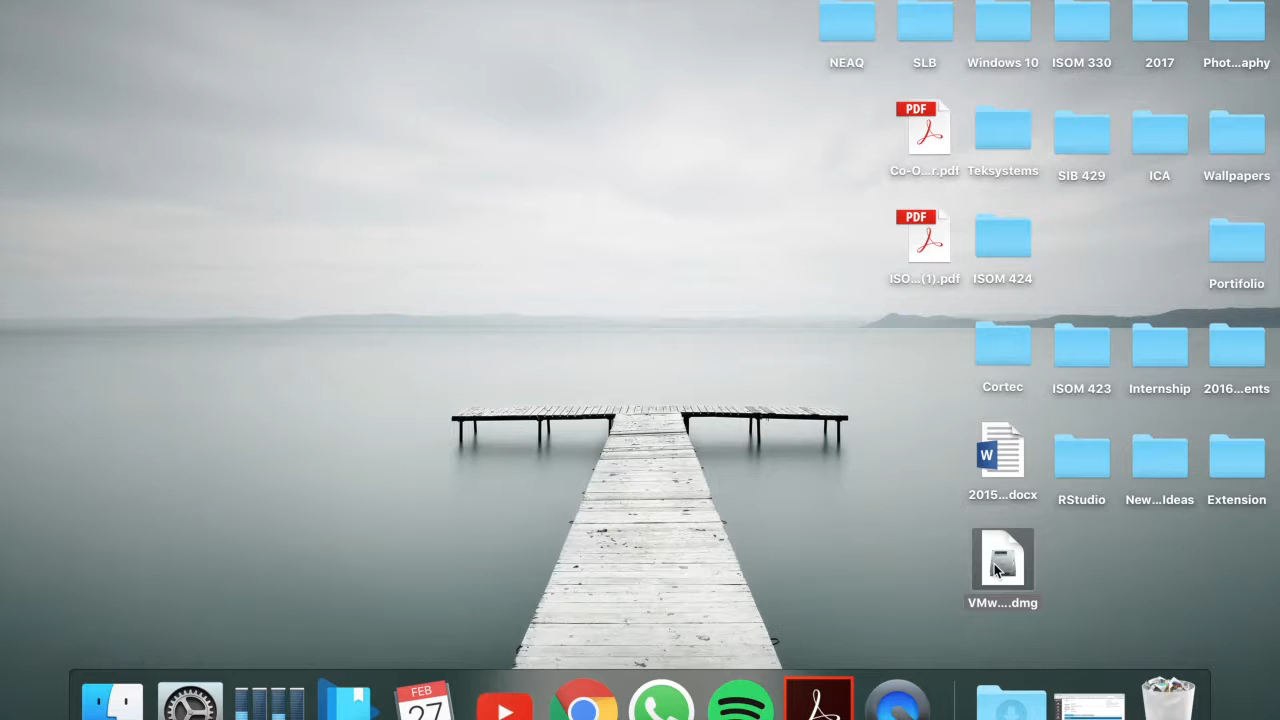 NEAQ SLB Windows 10 ISOM 330 2017 Phot...aphy
PDF
Co-O...r.pdf Teksystems SIB 429 ICA Wallpapers
PDF
ISO...(1).pdf ISOM 424 Portifolio
Cortec ISOM 423 Internship 2016...ents
W
2015...docx RStudio New...Ideas Extension
VMw....dmg
FEB
27